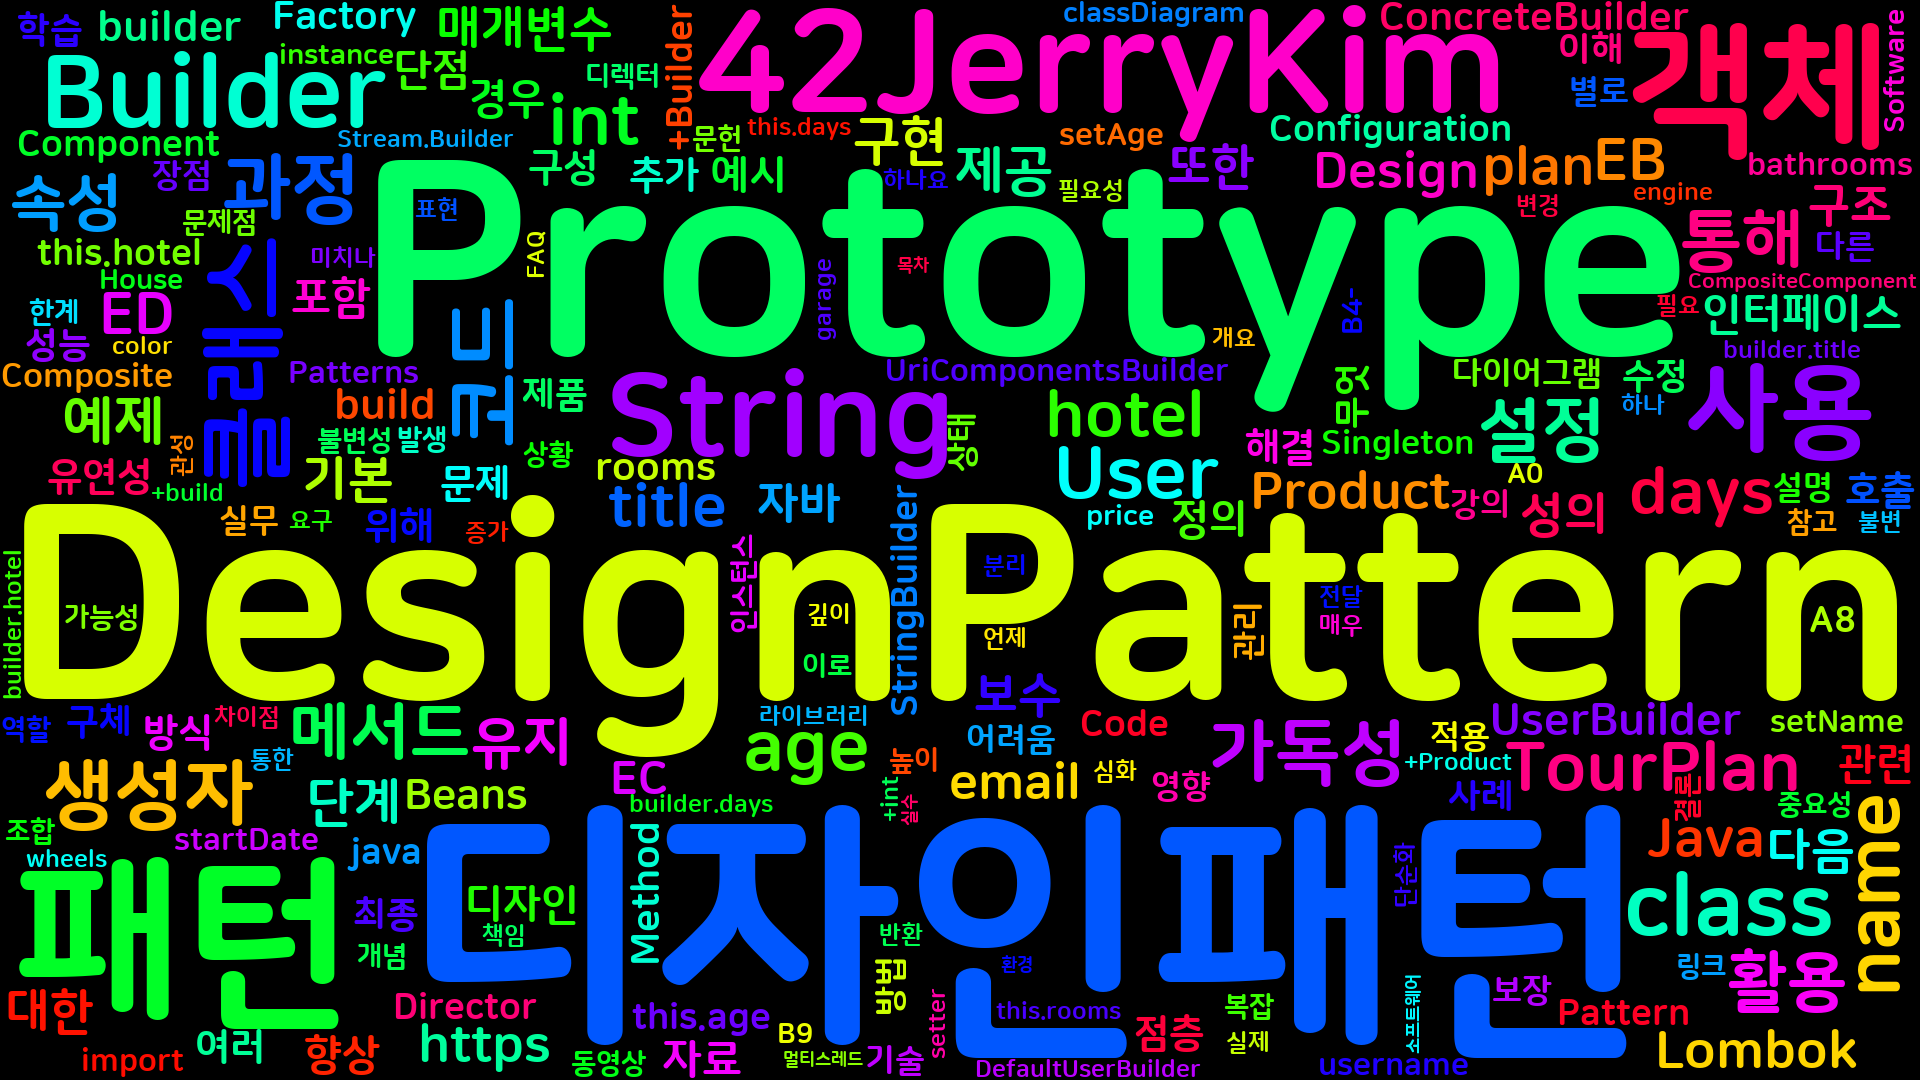 학습
builder
Factory
매개변수
+Builder
classDiagram
42JerryKim
ConcreteBuilder
이해
객체
Software
Builder
instance
단점
디렉터
경우
int
별로
Component
Stream.Builder
문헌
this.days
구현
setAge
Configuration
속성
장점
과정
구성
추가
예시
하나요
제공
필요성
또한
Design
plan
EB
bathrooms
engine
문제점
표현
Prototype
변경
통해
구조
다른
this.hotel
House
미치나
FAQ
garage
목차
B4-
개요
CompositeComponent
필요
인터페이스
한계
ED
포함
클래스
코드
성능
color
Composite
Patterns
제품
String
UriComponentsBuilder
hotel
마엇
다이어그램
수정
하나
builder.title
사용
예제
build
불변성
발생
상황
상태
해결
Singleton
설정
유연성
관성
+build
기본
문제
rooms
title
자바
User
Product
A0
강의
성의
days
설명
호출
실무
요구
위해
증가
price
정의
참고
불변
builder.hotel
DesignPattern
인스턴스
StringBuilder
분리
전달
매우
관리
가능성
깊이
언제
이로
A8
역할
구체
방식
차이점
통한
메서드
유지
라이브러리
보수
age
어려움
Code
가독성
적용
UserBuilder
setName
생성자
단계
Beans
EC
builder.days
+int
실수
높이
email
심화
영향
+Product
TourPlan
관련
사례
결론
중요성
조합
startDate
java
wheels
Method
디자인패턴
단순화
Java
다음
name
패턴
최종
디자인
책임
개념
반환
방법
환경
class
링크
활용
대한
Director
this.age
setter
this.rooms
복잡
소프트웨어
보장
Pattern
import
여러
향상
https
동영상
자료
B9
멀티스레드
기술
DefaultUserBuilder
점층
실제
username
Lombok